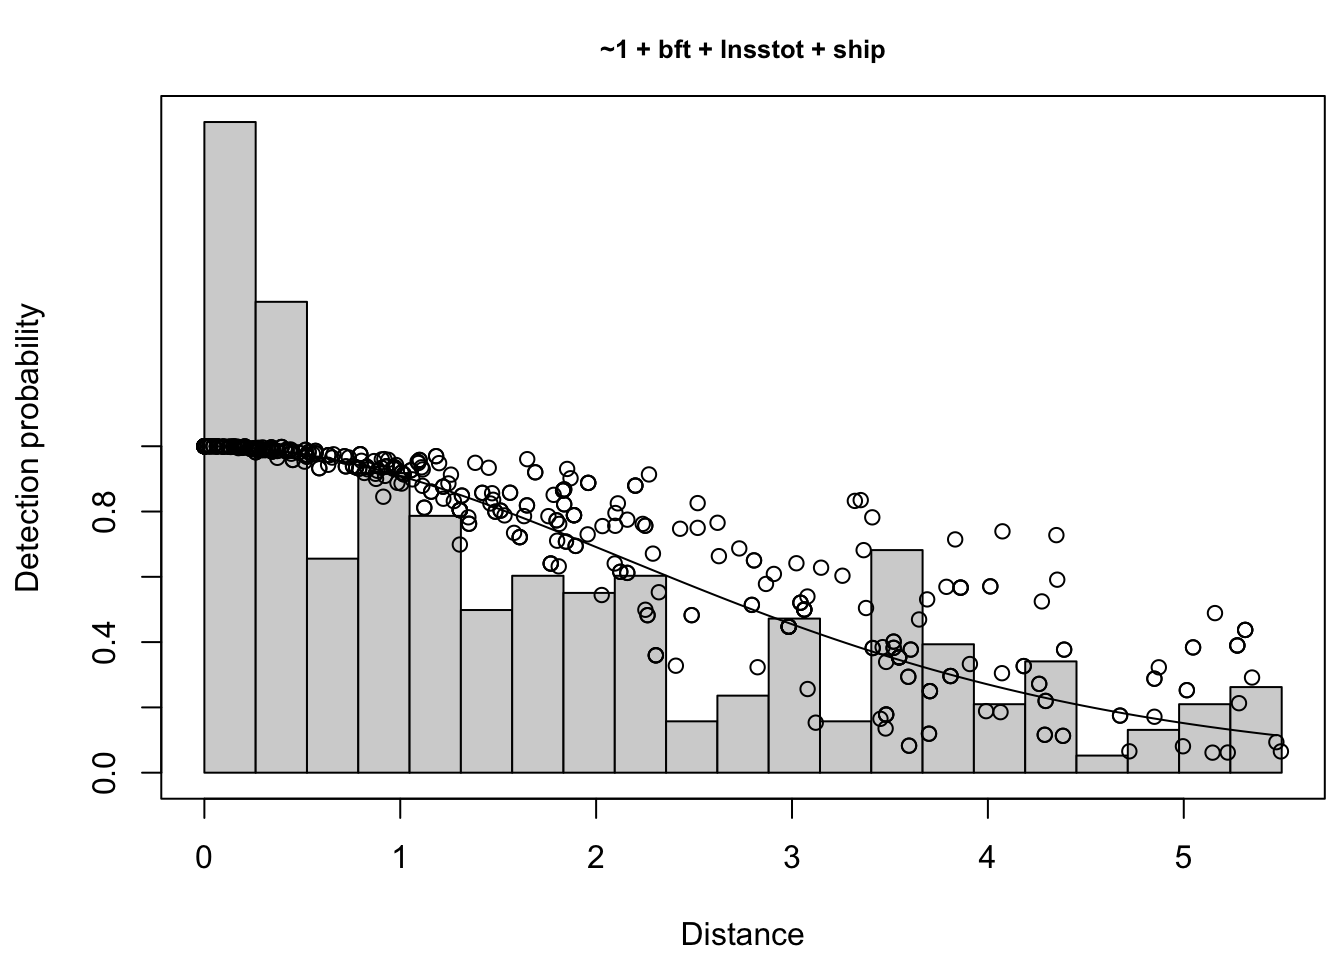 ~1 + bft + lnsstot + ship
Detection probability
0.8
0.4
0.0
0 1 2 3 4 5
Distance